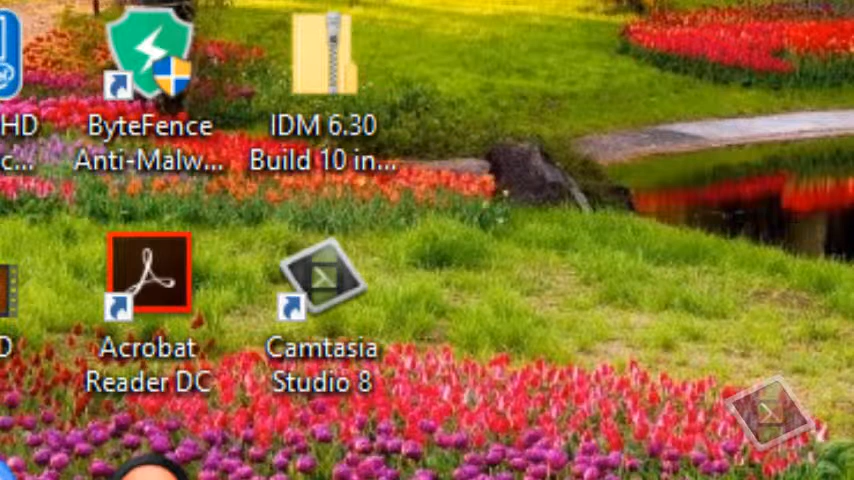 HD
c...
ByteFence
Anti-Malw...
IDM 6.30
Build 10 in...
D
Acrobat
Reader DC
Camtasia
Studio 8